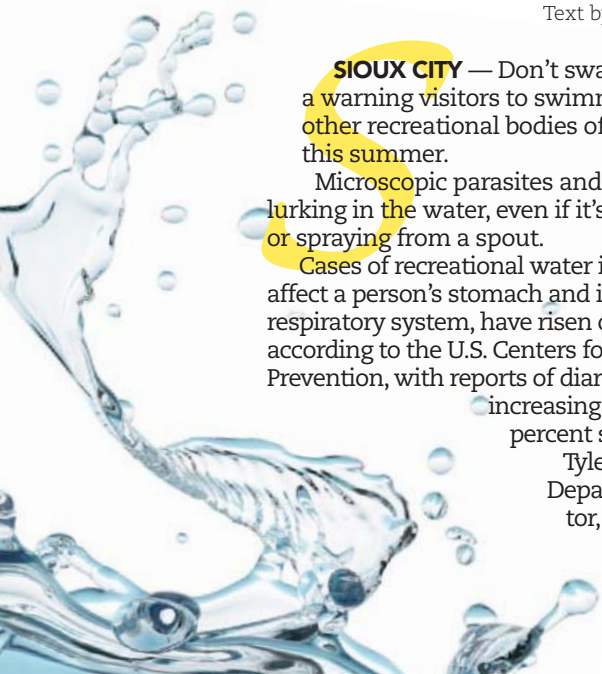 Text by
SIOUX CITY — Don’t swa
a warning visitors to swimm
other recreational bodies of
this summer.
Microscopic parasites and
lurking in the water, even if it’s
or spraying from a spout.
Cases of recreational water i
affect a person’s stomach and i
respiratory system, have risen o
according to the U.S. Centers fo
Prevention, with reports of diar
increasing
percent s
Tyle
Depa
tor,